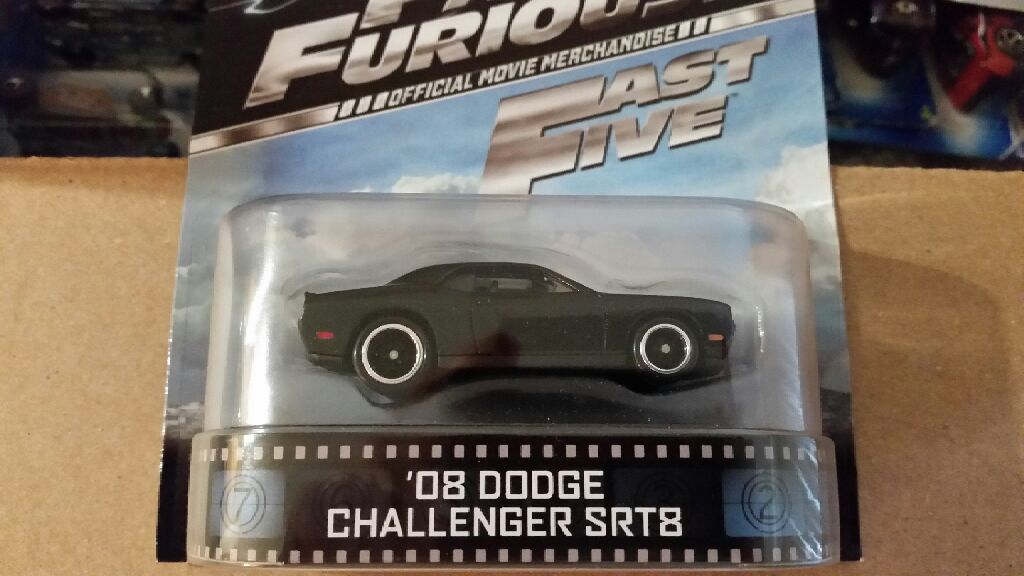 FURIOUS
OFFICIAL MOVIE MERCHANDISE
FAST
FIVE
'08 DODGE
CHALLENGER SRT8
7
2